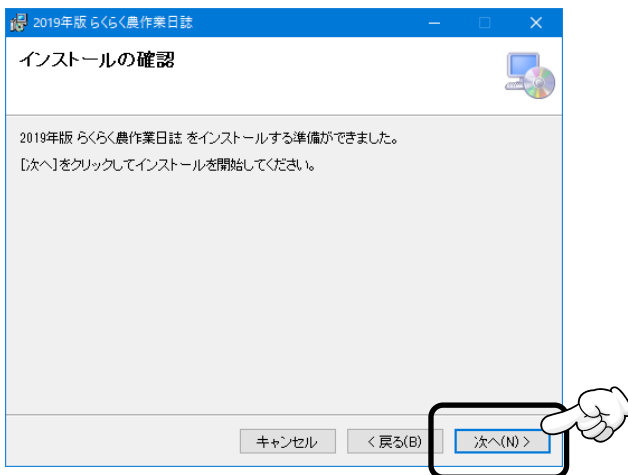 2019年版 らくらく農作業日誌
インストールの確認
2019年版 らくらく農作業日誌 をインストールする準備ができました。
[次へ]をクリックしてインストールを開始してください。
キャンセル
< 戻る(B)
次へ(N) >